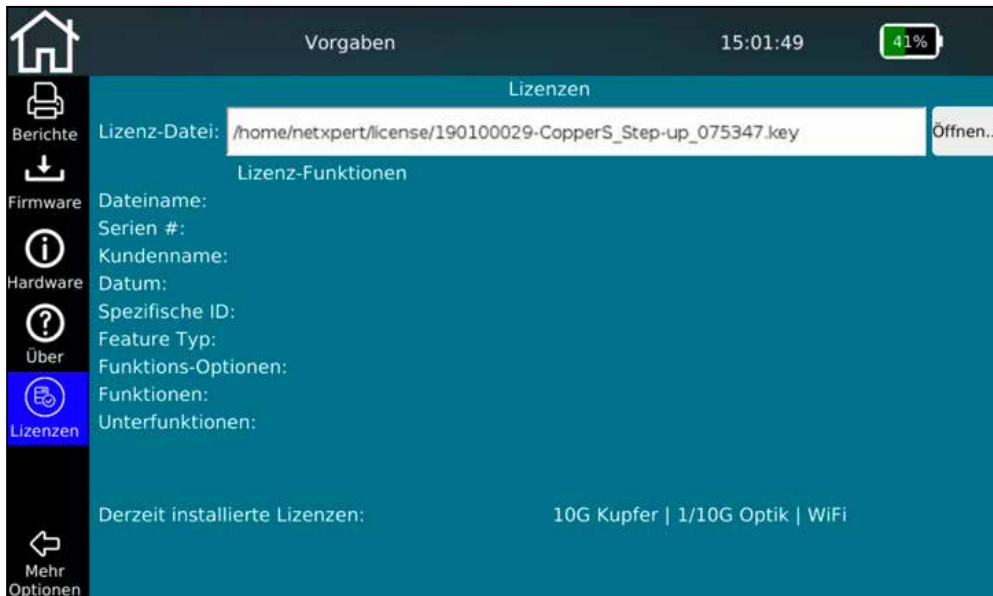 Vorgaben 15:01:49 41%
Lizenzen
Berichte
Lizenz-Datei: /home/netxpert/license/190100029-CopperS_Step-up_075347.key Öffnen..
Lizenz-Funktionen
Firmware
Dateiname:
Serien #:
Kundenname:
Hardware
Datum:
Spezifische ID:
Feature Typ:
Über
Funktions-Optionen:
Funktionen:
Unterfunktionen:
Lizenzen
Derzeit installierte Lizenzen: 10G Kupfer | 1/10G Optik | WiFi
Mehr
Optionen